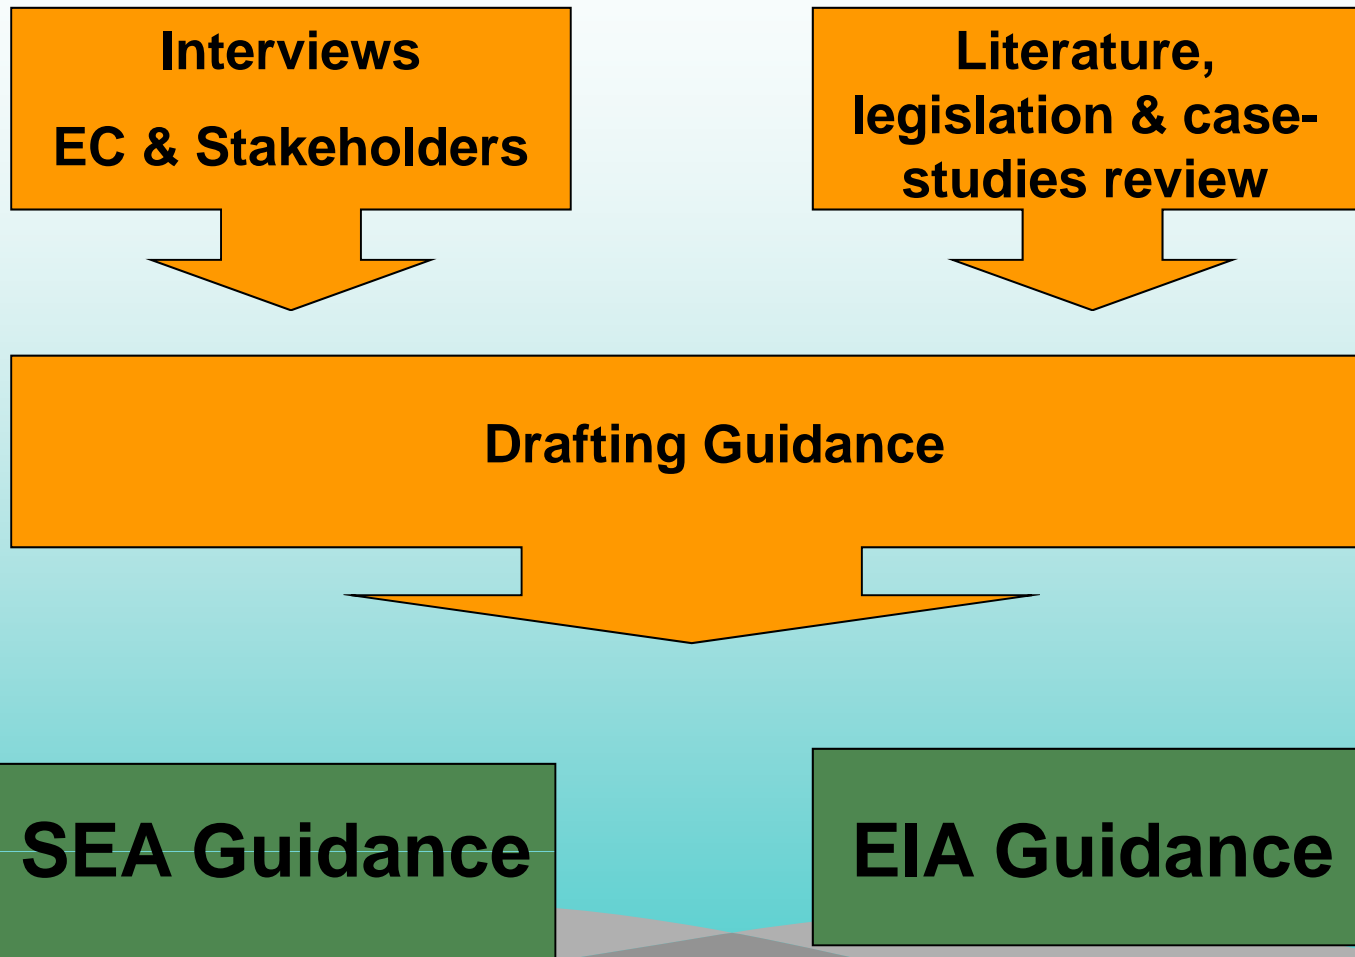 Interviews
EC & Stakeholders
Literature,
legislation & case-
studies review
Drafting Guidance
SEA Guidance
EIA Guidance